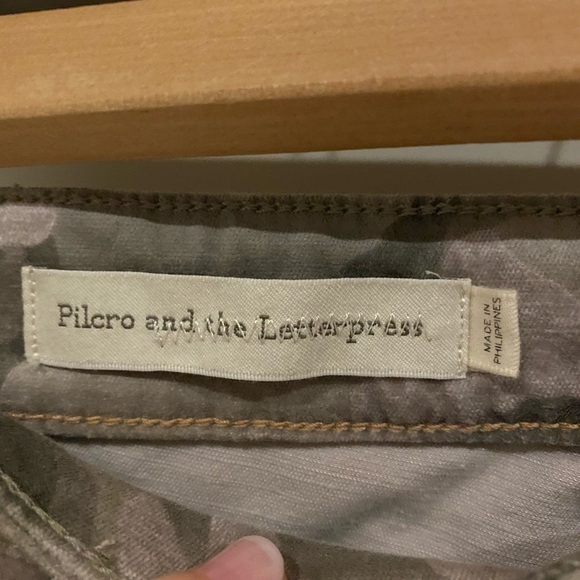 Pilcro and the Letterpress
MADE IN
PHILIPPINES